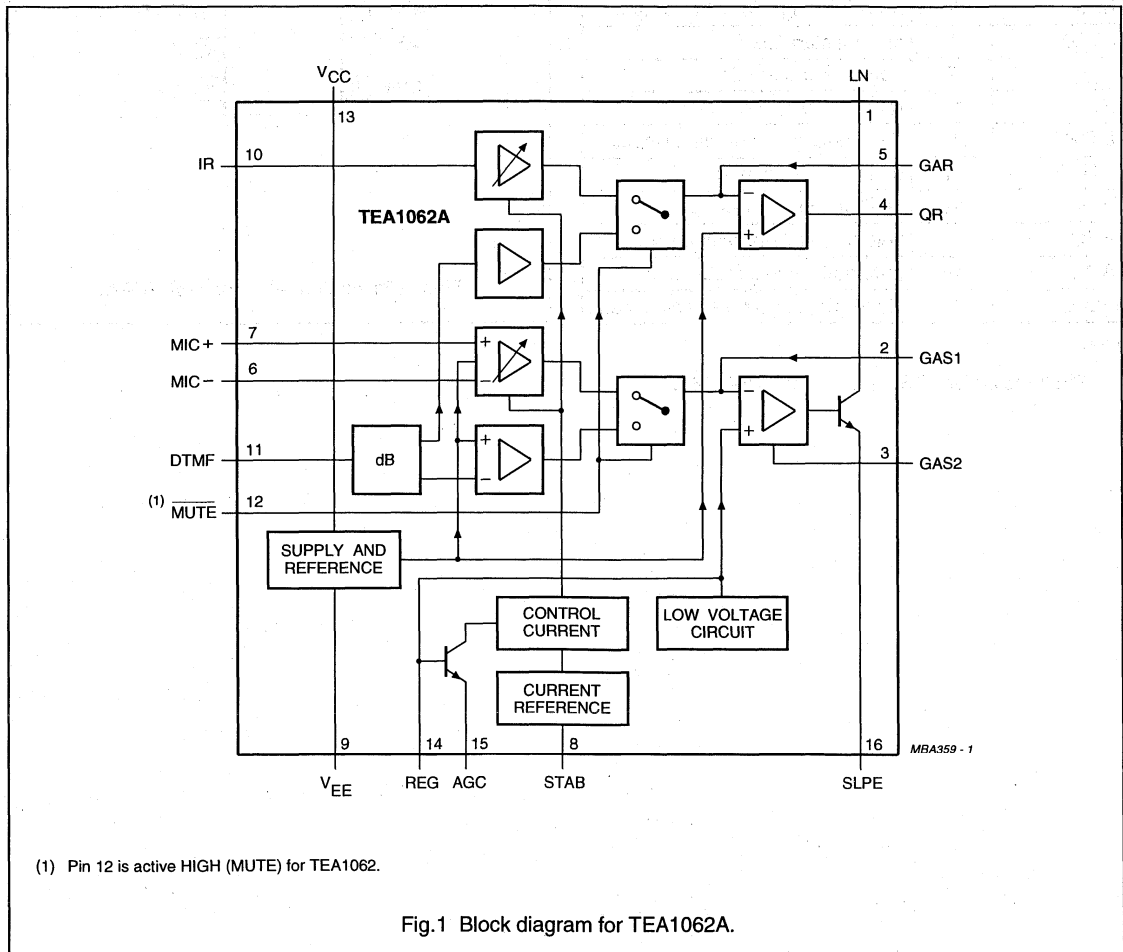 VCC
LN
13
1
IR
10
5
GAR
4
QR
TEA1062A
−
+
MIC+
7
+
MIC−
6
−
2
GAS1
−
+
DTMF
11
dB
+
−
3
GAS2
(1) MUTE
12
SUPPLY AND
REFERENCE
CONTROL
CURRENT
LOW VOLTAGE
CIRCUIT
CURRENT
REFERENCE
9
14
15
8
16
MBA359 - 1
VEE
REG
AGC
STAB
SLPE
(1) Pin 12 is active HIGH (MUTE) for TEA1062.
Fig.1 Block diagram for TEA1062A.